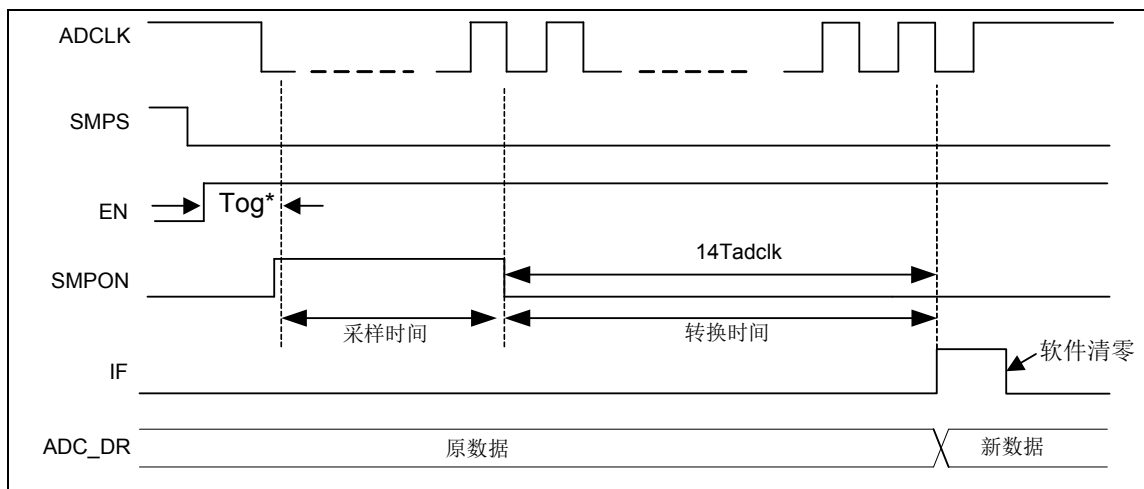 ADCLK
SMPS
EN
Tog*
SMPON
14Tadclk
采样时间
转换时间
IF
软件清零
ADC_DR
原数据
新数据